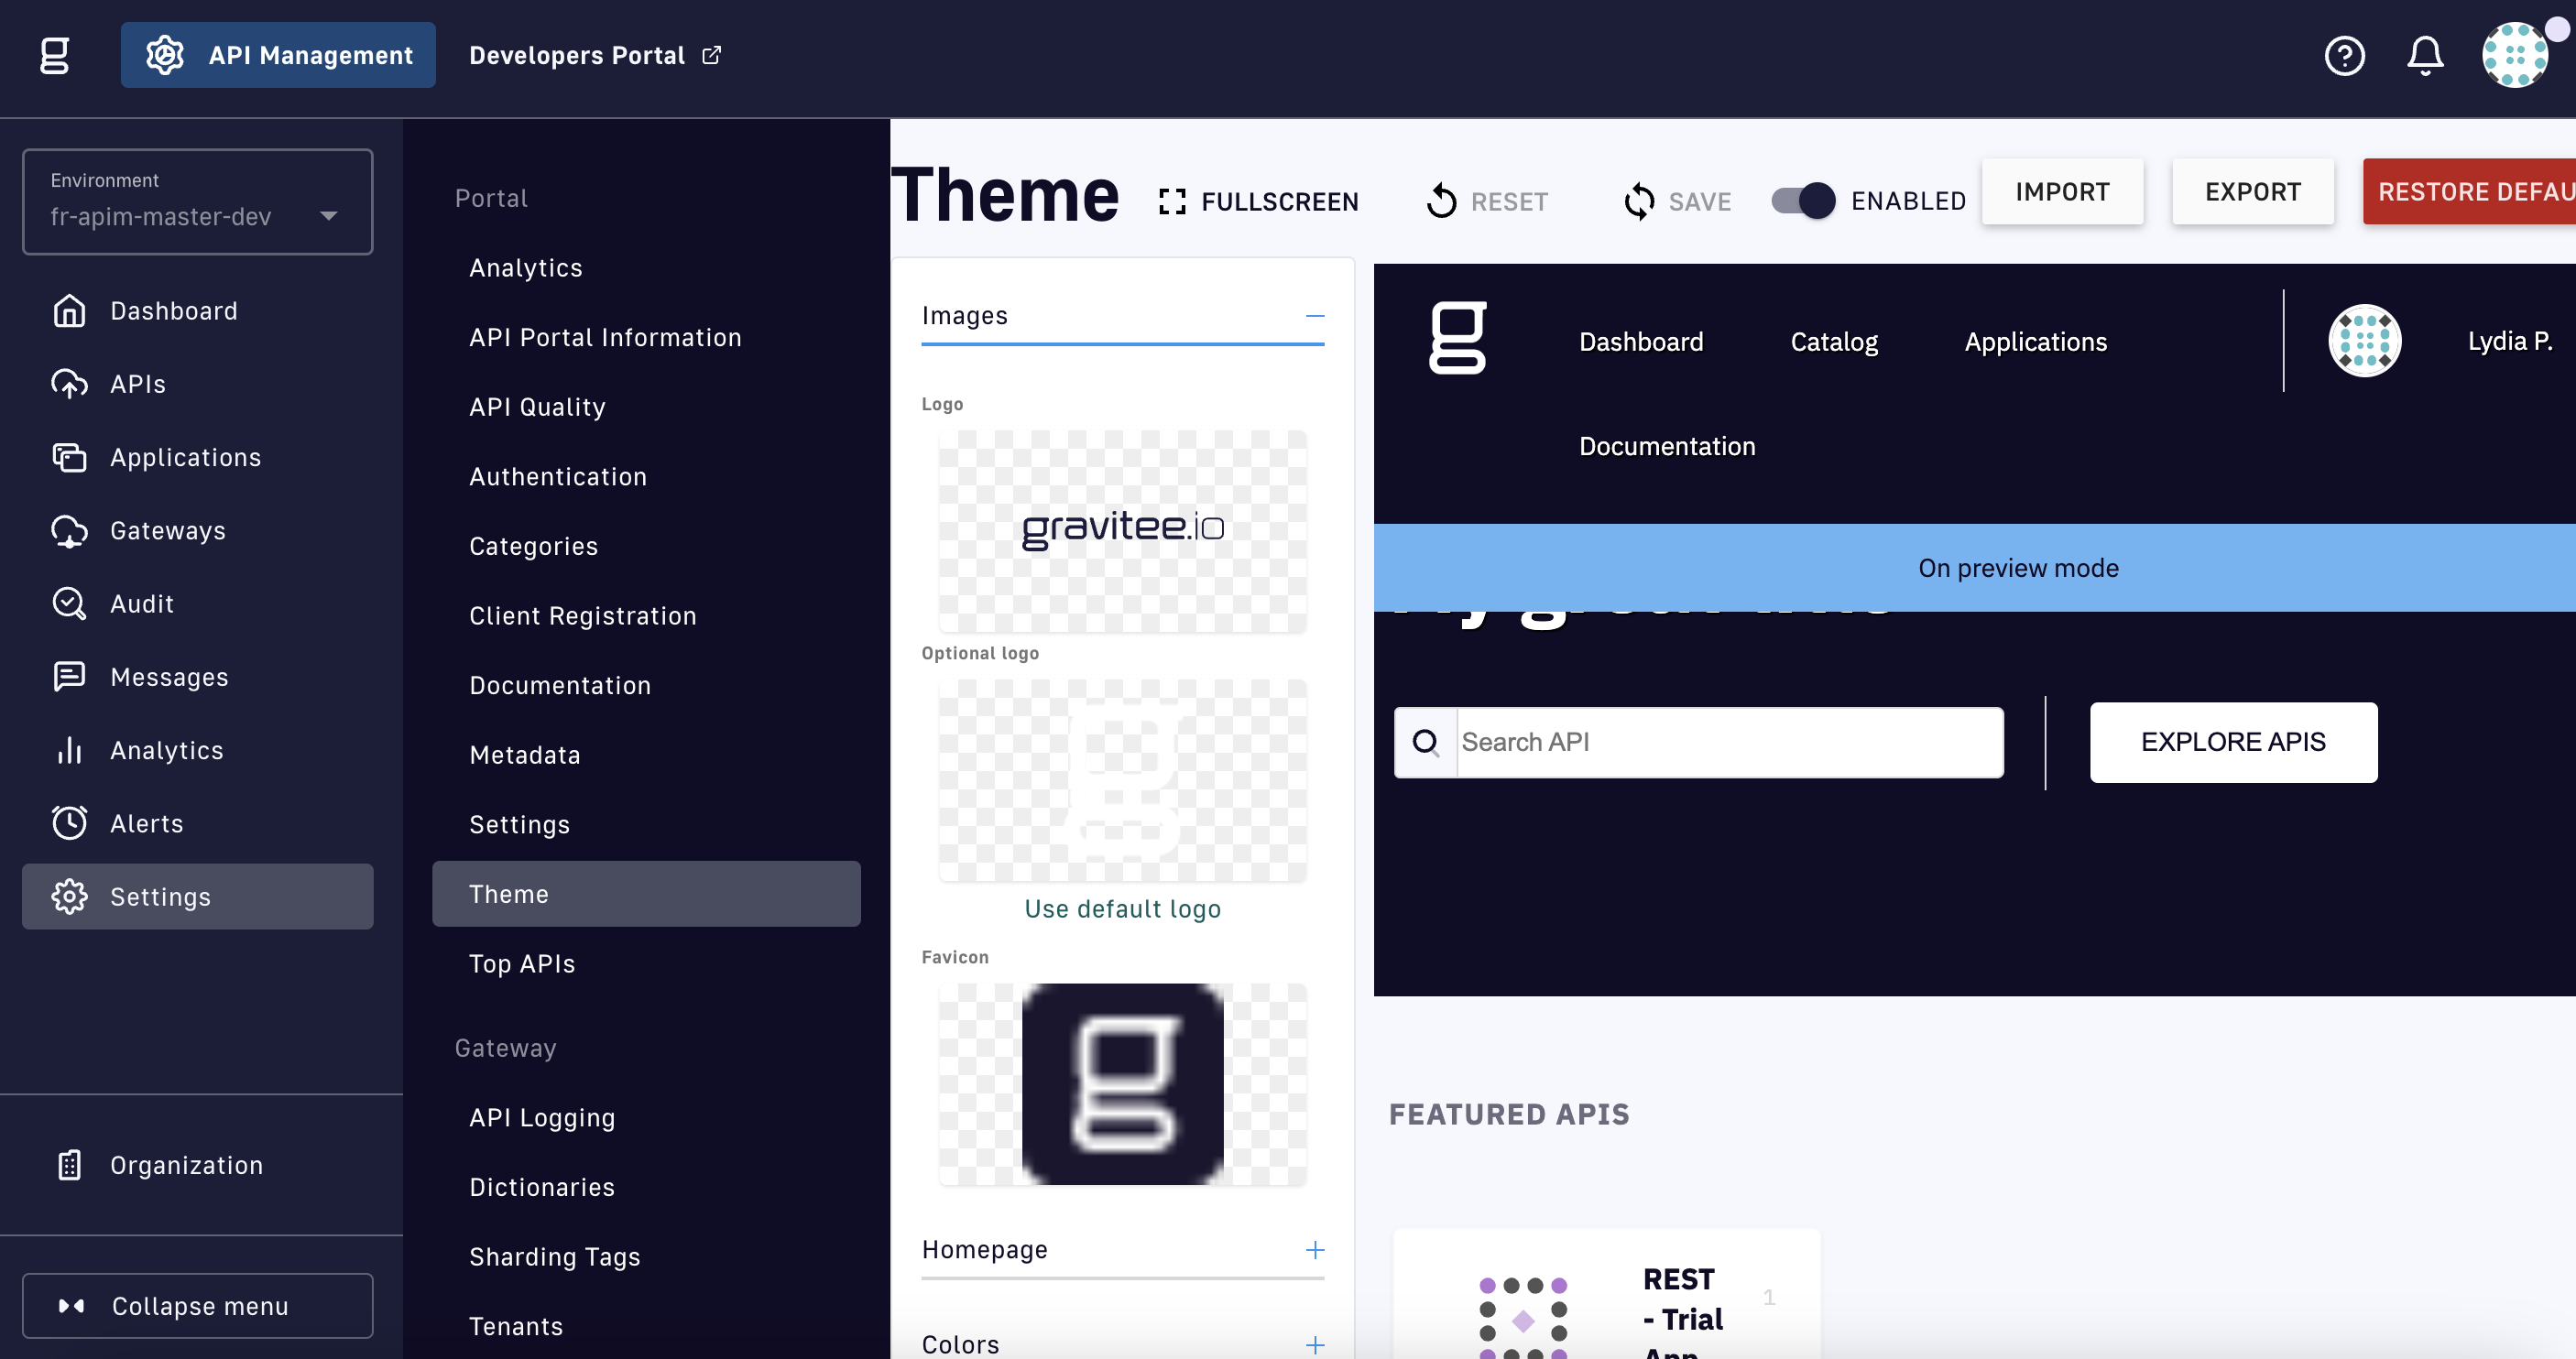 API Management
Developers Portal
Environment
fr-apim-master-dev
Dashboard
APIs
Applications
Gateways
Audit
Messages
Analytics
Alerts
Settings
Organization
Collapse menu
Portal
Analytics
API Portal Information
API Quality
Authentication
Categories
Client Registration
Documentation
Metadata
Settings
Theme
Top APIs
Gateway
API Logging
Dictionaries
Sharding Tags
Tenants
Theme
FULLSCREEN
RESET
SAVE
ENABLED
IMPORT
EXPORT
RESTORE DEFAU
Images
Logo
gravitee.io
Optional logo
g
Use default logo
Favicon
g
Homepage
Colors
g
Dashboard
Catalog
Applications
Lydia P.
Documentation
On preview mode
Search API
EXPLORE APIS
FEATURED APIS
REST
- Trial
1